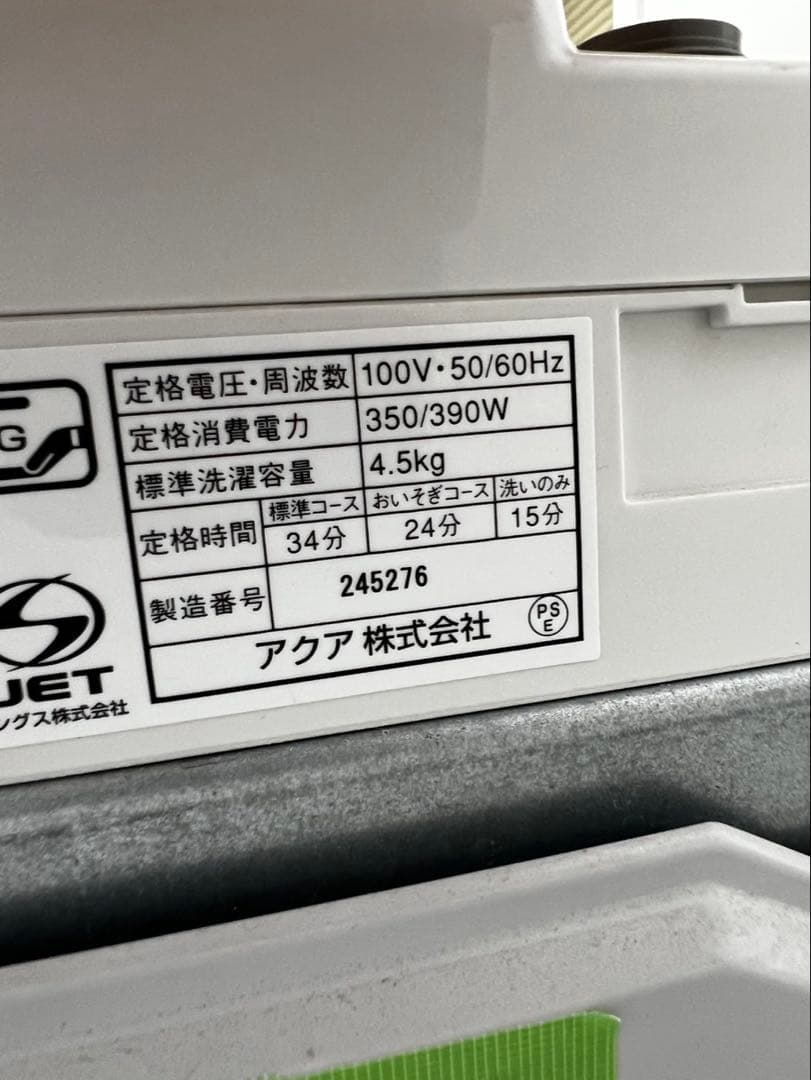 G
定格電圧・周波数 100V・50/60Hz
定格消費電力 350/390W
標準洗濯容量 4.5kg
定格時間 標準コース おいそぎコース 洗いのみ
34分 24分 15分
製造番号 245276
アクア 株式会社 PS E
JET
ングス株式会社